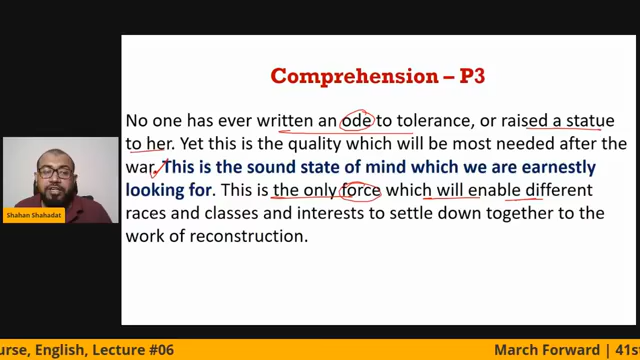 Comprehension – P3
No one has ever written an ode to tolerance, or raised a statue
to her. Yet this is the quality which will be most needed after the
war. This is the sound state of mind which we are earnestly
looking for. This is the only force which will enable different
races and classes and interests to settle down together to the
work of reconstruction.
Shahan Shahadat
urse, English, Lecture #06
March Forward | 41st